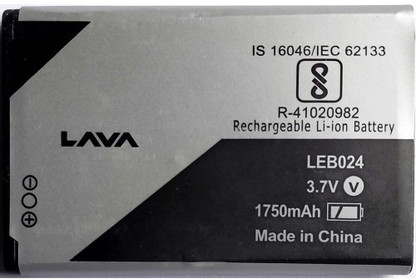 IS 16046/IEC 62133
R-41020982
Rechargeable Li-ion Battery
LAVA
LEB024
3.7V V
1750mAh
Made in China